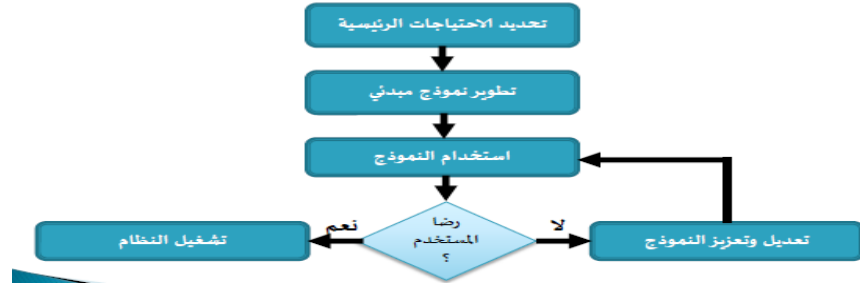 تحديد الاحتياجات الرئيسية
تطوير نموذج مبدئي
استخدام النموذج
رضا
المستخدم
؟
نعم
لا
تشغيل النظام
تعديل وتعزيز النموذج